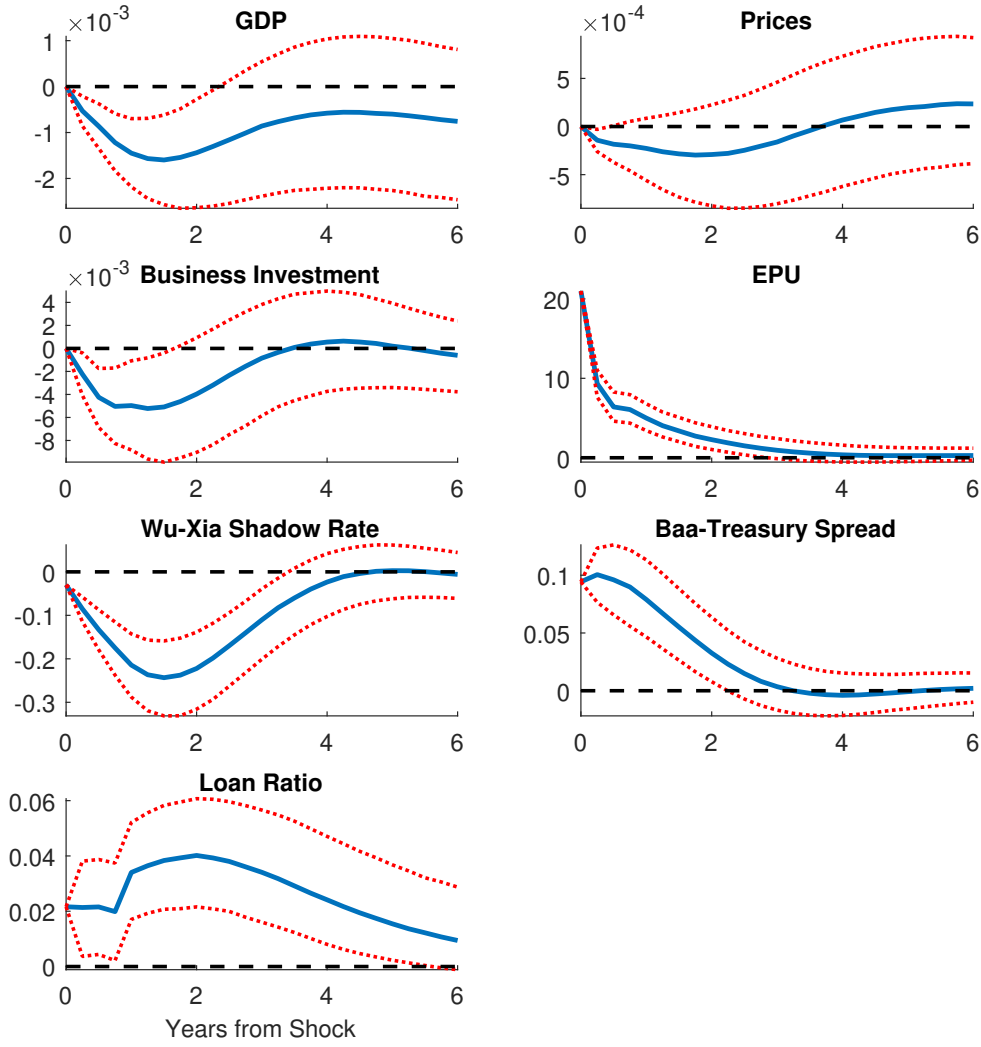 GDP
×10-3
1
0
-1
-2
0 2 4 6
Prices
×10-4
5
0
-5
0 2 4 6
Business Investment
×10-3
4
2
0
-2
-4
-6
-8
0 2 4 6
EPU
20
10
0
0 2 4 6
Wu-Xia Shadow Rate
0
-0.1
-0.2
-0.3
0 2 4 6
Baa-Treasury Spread
0.1
0.05
0
0 2 4 6
Loan Ratio
0.06
0.04
0.02
0
0 2 4 6
Years from Shock